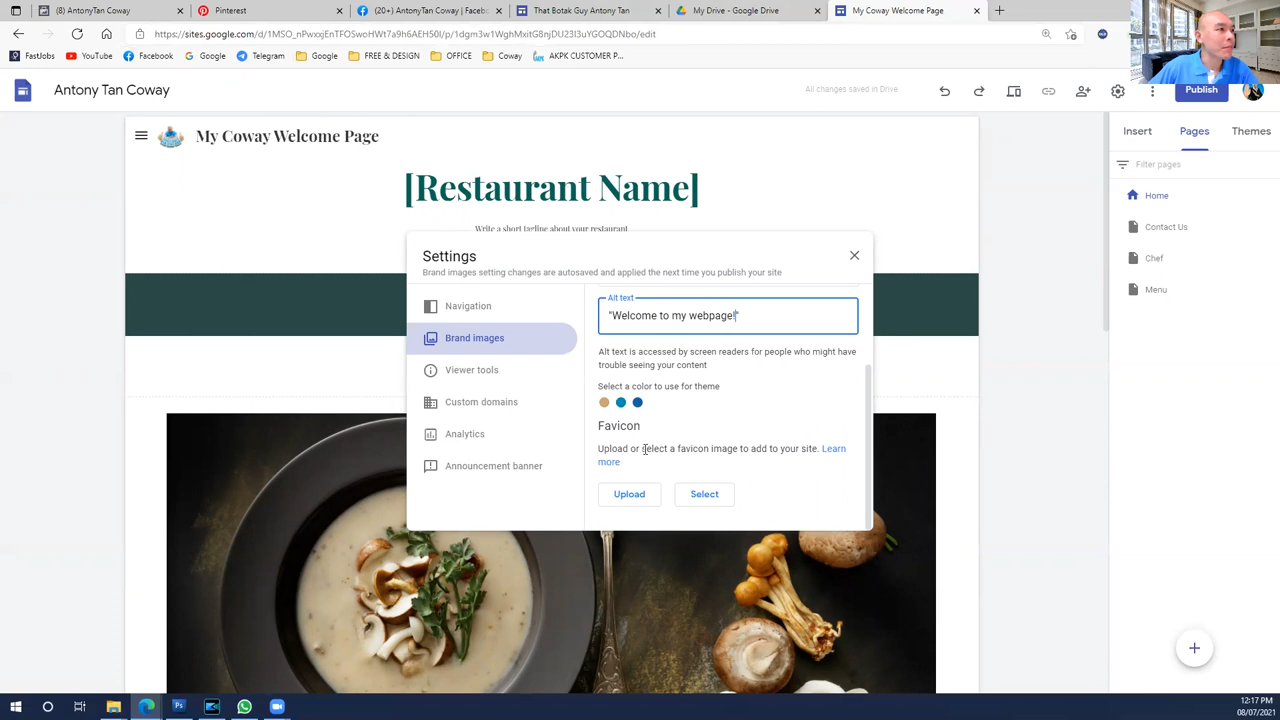 (8) AntonyTan Coway
Pinterest
(20+) AntonyTan Coway | Faceb
That Botak Guy AnTony Tan
My Drive - Google Drive
My Coway Welcome Page
https://sites.google.com/d/1MSO_nPwxxjEnTFOSwoHWt7a9h6AEH50l/p/1dgm3w1WghMxitG8njDU23I3uYGOQDNbo/edit
FastJobs
YouTube
Facebook
Google
Telegram
Google
FREE & DESIGN
OFFICE
Coway
AKPK CUSTOMER P...
Antony Tan Coway
All changes saved in Drive
Publish
My Coway Welcome Page
Insert
Pages
Themes
Filter pages
[Restaurant Name]
Home
Write a short tagline about your restaurant
Contact Us
Settings
Brand images setting changes are autosaved and applied the next time you publish your site
Chef
Menu
Navigation
Brand images
Viewer tools
Custom domains
Analytics
Announcement banner
Alt text
"Welcome to my webpage!"
Alt text is accessed by screen readers for people who might have
trouble seeing your content
Select a color to use for theme
Favicon
Upload or select a favicon image to add to your site. Learn
more
Upload
Select
12:17 PM
08/07/2021